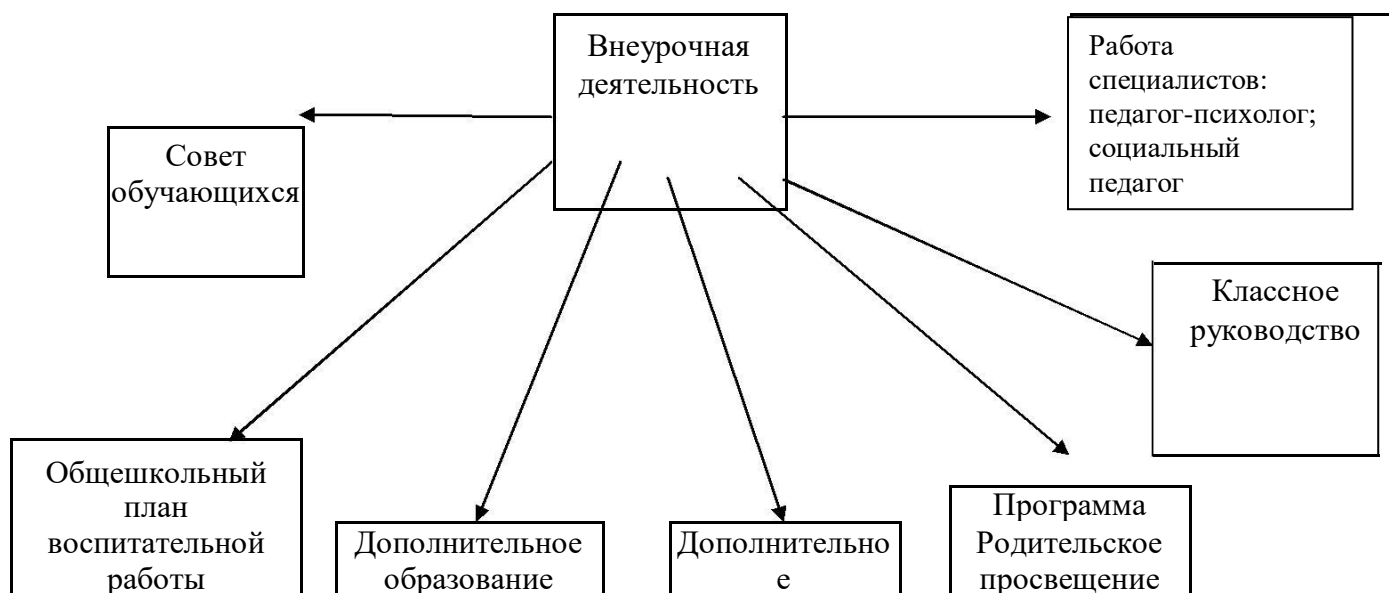 Внеурочная
деятельность
Работа
специалистов:
педагог-психолог;
социальный
педагог
Совет
обучающихся
Классное
руководство
Общешкольный
план
воспитательной
работы
Дополнительное
образование
Дополнительно
е
Программа
Родительское
просвещение